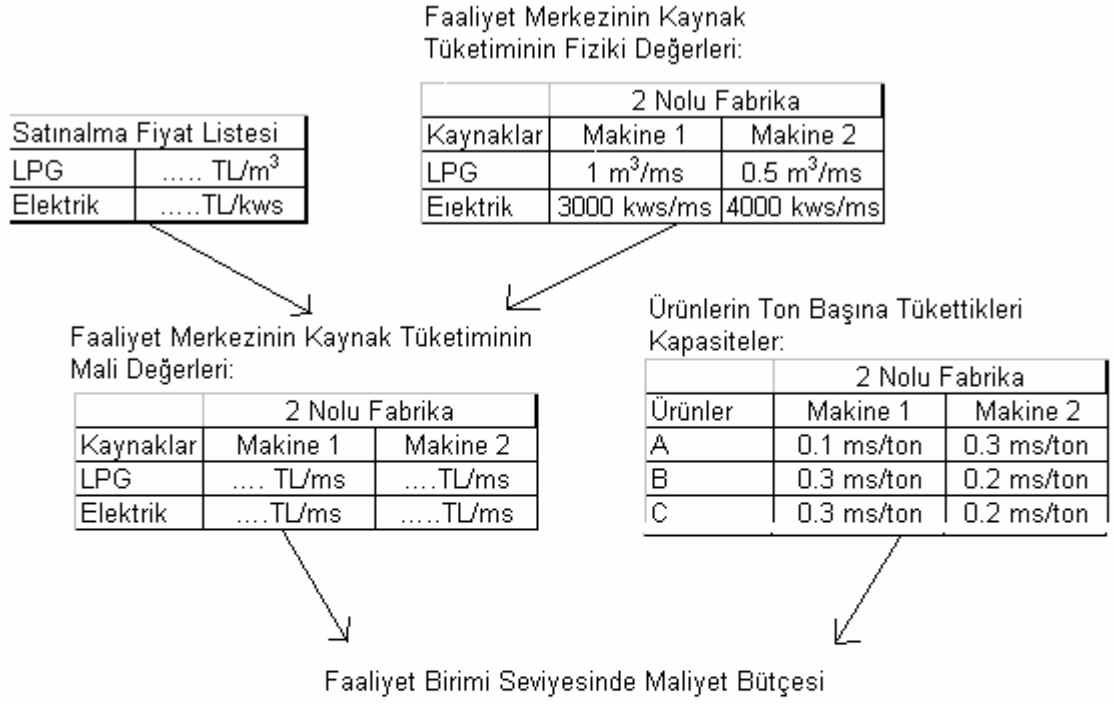 Faaliyet Merkezinin Kaynak
Tüketiminin Fiziki Değerleri:
2 Nolu Fabrika
Kaynaklar Makine 1 Makine 2
LPG 1 m³/ms 0.5 m³/ms
Elektrik 3000 kws/ms 4000 kws/ms
Satınalma Fiyat Listesi
LPG ..... TL/m³
Elektrik .....TL/kws
Faaliyet Merkezinin Kaynak Tüketiminin
Mali Değerleri:
2 Nolu Fabrika
Kaynaklar Makine 1 Makine 2
LPG .... TL/ms ....TL/ms
Elektrik ....TL/ms .....TL/ms
Ürünlerin Ton Başına Tükettikleri
Kapasiteler:
2 Nolu Fabrika
Ürünler Makine 1 Makine 2
A 0.1 ms/ton 0.3 ms/ton
B 0.3 ms/ton 0.2 ms/ton
C 0.3 ms/ton 0.2 ms/ton
Faaliyet Birimi Seviyesinde Maliyet Bütçesi